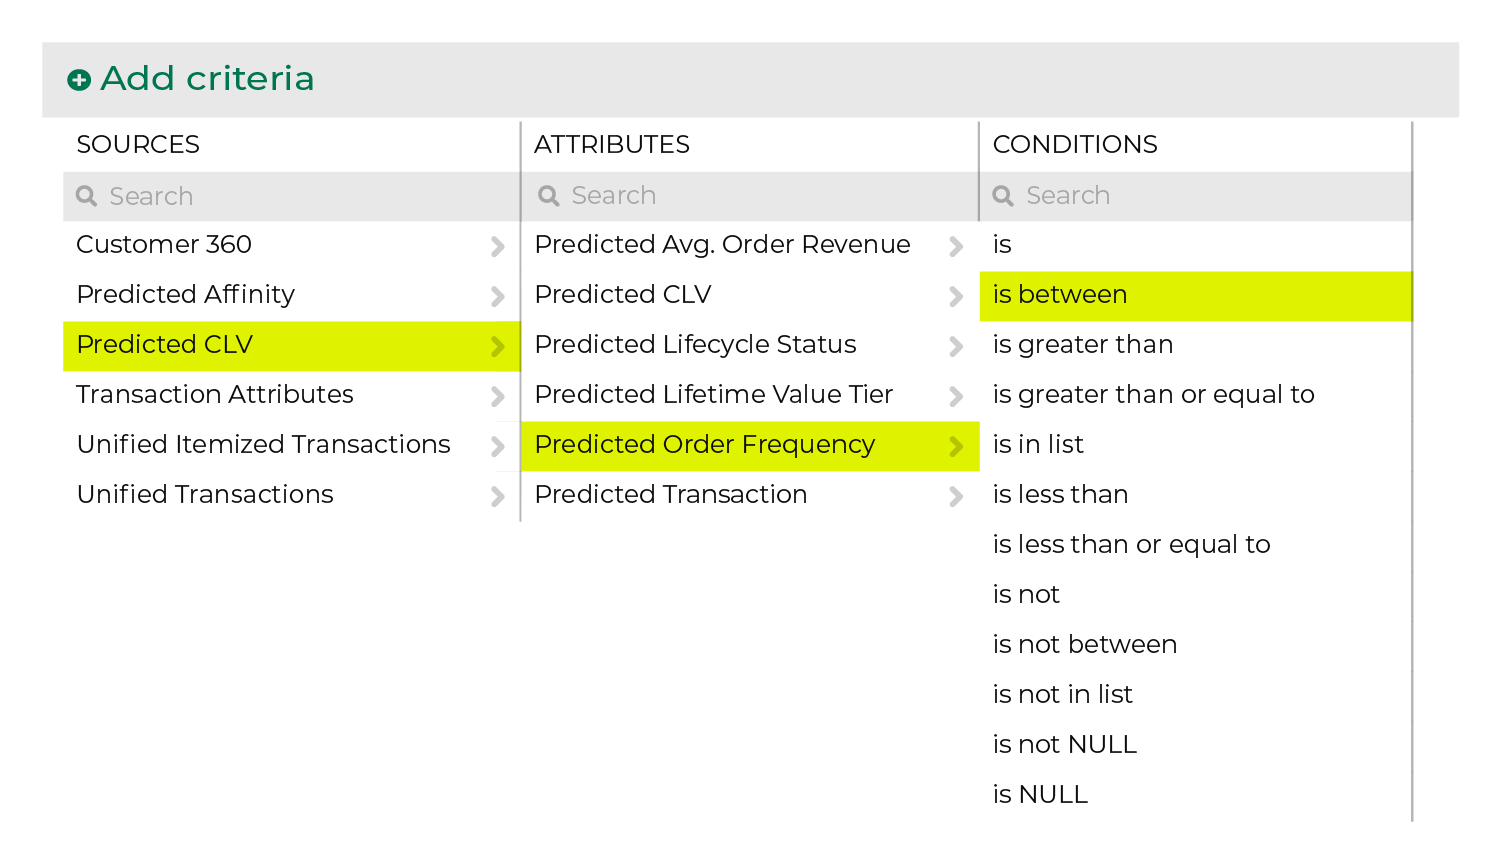 Add criteria
SOURCES
Search
Customer 360
Predicted Affinity
Predicted CLV
Transaction Attributes
Unified Itemized Transactions
Unified Transactions
ATTRIBUTES
Search
Predicted Avg. Order Revenue
Predicted CLV
Predicted Lifecycle Status
Predicted Lifetime Value Tier
Predicted Order Frequency
Predicted Transaction
CONDITIONS
Search
is
is between
is greater than
is greater than or equal to
is in list
is less than
is less than or equal to
is not
is not between
is not in list
is not NULL
is NULL